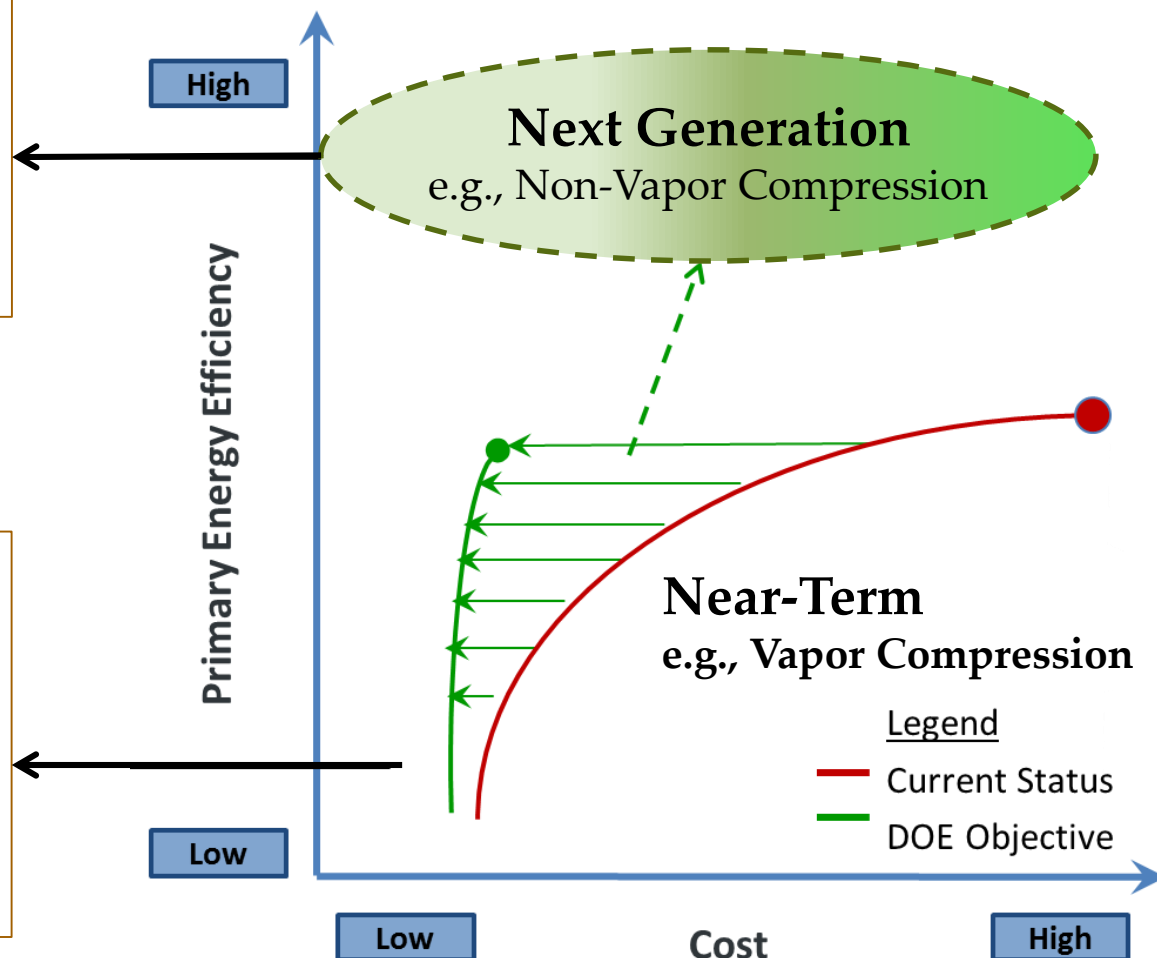 High
Next Generation
e.g., Non-Vapor Compression
Primary Energy Efficiency
Near-Term
e.g., Vapor Compression
Legend
Current Status
DOE Objective
Low
Low
Cost
High